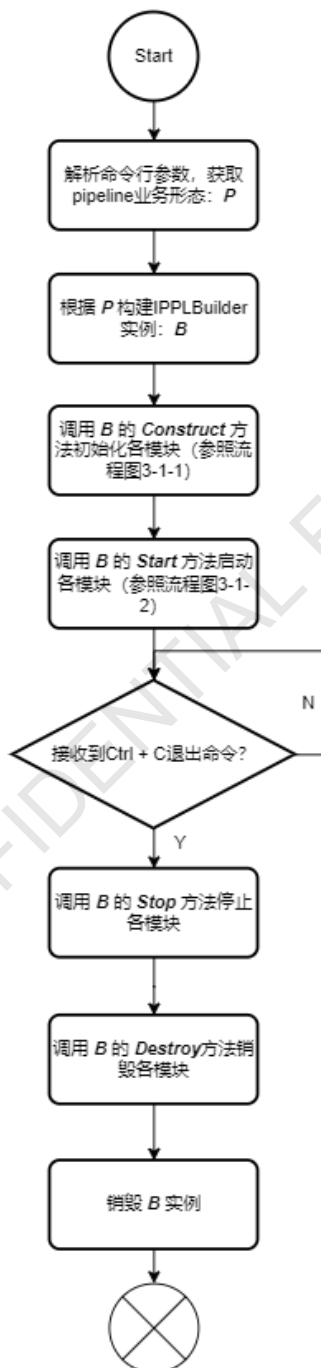 Start
解析命令行参数，获取
pipeline业务形态：P
根据 P 构建IPPLBuilder
实例：B
调用 B 的 Construct 方
法初始化各模块（参照流
程图3-1-1）
调用 B 的 Start 方法启动
各模块（参照流程图3-1-
2）
N
接收到Ctrl + C退出命令？
Y
调用 B 的 Stop 方法停止
各模块
调用 B 的 Destroy方法销
毁各模块
销毁 B 实例
FIDENTIAL